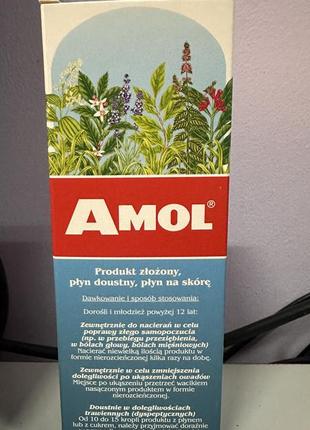 AMOL®
Produkt złożony,
płyn doustny, płyn na skórę
Dawkowanie i sposób stosowania:
Dorośli i młodzież powyżej 12 lat:
Zewnętrznie do nacierań w celu
poprawy złego samopoczucia
(np. w przebiegu przeziębienia,
w bólach głowy, bólach mięśniowych)
Nacierać niewielką ilością produktu w
formie nierozcieńczonej kilka razy na dobę.
Zewnętrznie w celu zmniejszenia
dolegliwości po ukąszeniach owadów
Miejsce po ukąszeniu przetrzeć wacikiem
nasączonym produktem w formie
nierozcieńczonej.
Doustnie w dolegliwościach
trawiennych (dyspeptycznych)
Od 10 do 15 kropli produktu z płynem
lub z cukrem, należy przyjmować doraźnie